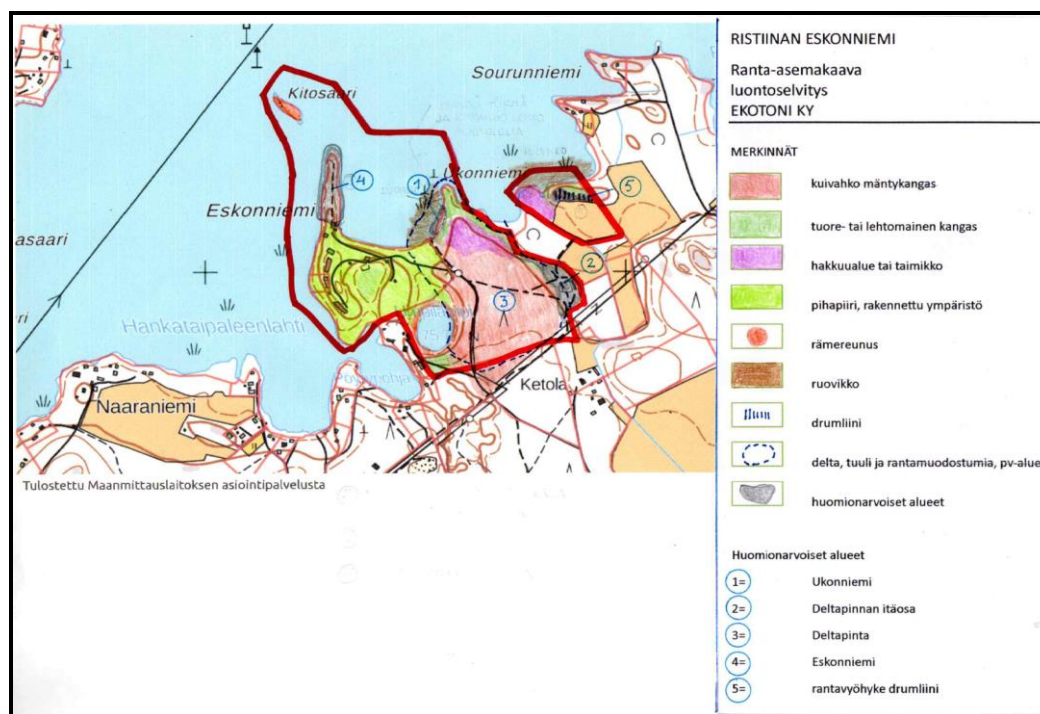 Kitosaari
Sourunniemi
4
1
Ukonniemi
5
Eskonniemi
asaari
2
3
Hankataipaleenlahti
Ketola
Naaraniemi
Tulostettu Maanmittauslaitoksen asiointipalvelusta
RISTIINAN ESKONNIEMI
Ranta-asemakaava
luontoselvitys
EKOTONI KY
MERKINNÄT
kuivahko mäntykangas
tuore- tai lehtomainen kangas
hakkuualue tai taimikko
pihapiiri, rakennettu ympäristö
rämereunus
ruovikko
drumliini
delta, tuuli ja rantamuodostumia, pv-alue
huomionarvoiset alueet
Huomionarvoiset alueet
1= Ukonniemi
2= Deltapinnan itäosa
3= Deltapinta
4= Eskonniemi
5= rantavyöhyke drumliini